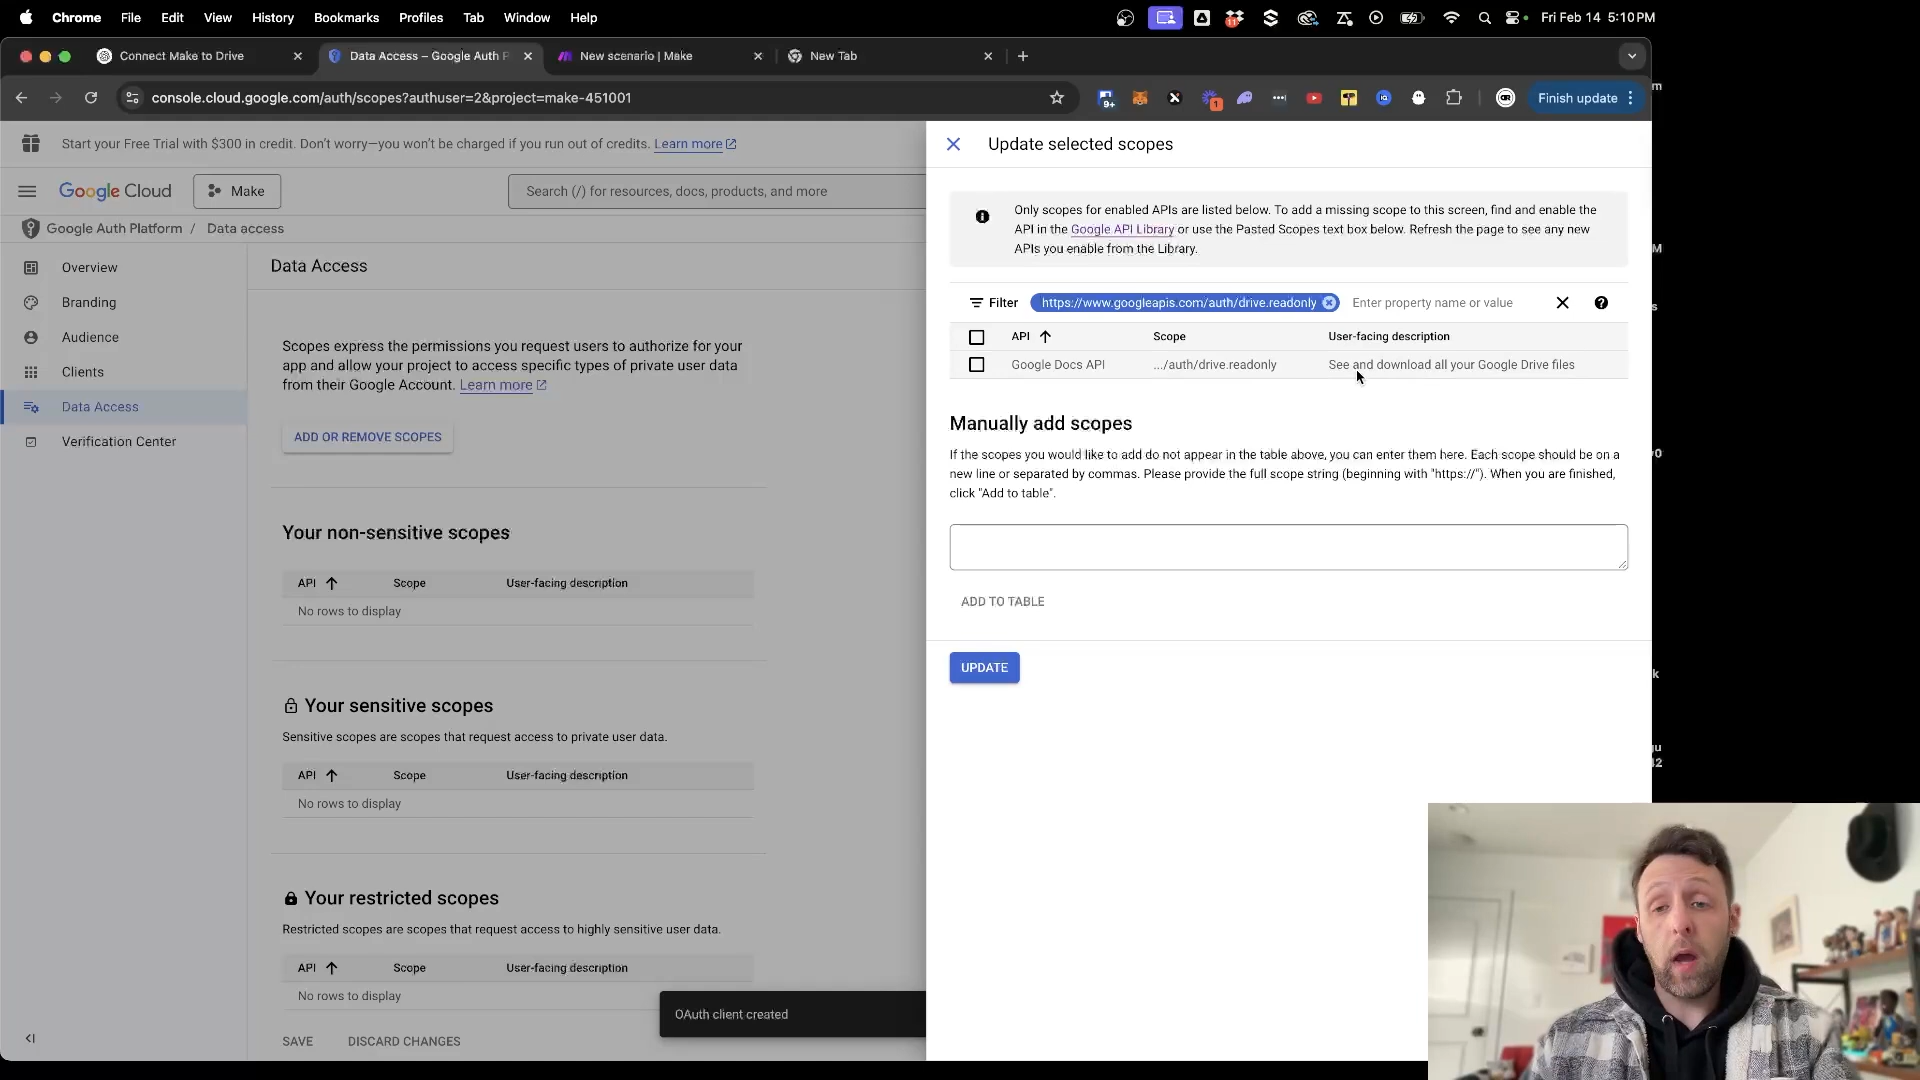 Chrome File Edit View History Bookmarks Profiles Tab Window Help
Fri Feb 14 5:10 PM
Connect Make to Drive
Data Access – Google Auth P
New scenario | Make
New Tab
console.cloud.google.com/auth/scopes?authuser=2&project=make-451001
9+
1
Finish update
Start your Free Trial with $300 in credit. Don't worry—you won't be charged if you run out of credits. Learn more
Google Cloud
Make
Search (/) for resources, docs, products, and more
Google Auth Platform / Data access
Overview
Branding
Audience
Clients
Data Access
Verification Center
Data Access
Scopes express the permissions you request users to authorize for your
app and allow your project to access specific types of private user data
from their Google Account. Learn more
ADD OR REMOVE SCOPES
Your non-sensitive scopes
API Scope User-facing description
No rows to display
Your sensitive scopes
Sensitive scopes are scopes that request access to private user data.
API Scope User-facing description
No rows to display
Your restricted scopes
Restricted scopes are scopes that request access to highly sensitive user data.
API Scope User-facing description
No rows to display
SAVE DISCARD CHANGES
OAuth client created
Update selected scopes
Only scopes for enabled APIs are listed below. To add a missing scope to this screen, find and enable the
API in the Google API Library or use the Pasted Scopes text box below. Refresh the page to see any new
APIs you enable from the Library.
Filter https://www.googleapis.com/auth/drive.readonly Enter property name or value
API Scope User-facing description
Google Docs API .../auth/drive.readonly See and download all your Google Drive files
Manually add scopes
If the scopes you would like to add do not appear in the table above, you can enter them here. Each scope should be on a
new line or separated by commas. Please provide the full scope string (beginning with "https://"). When you are finished,
click "Add to table".
ADD TO TABLE
UPDATE